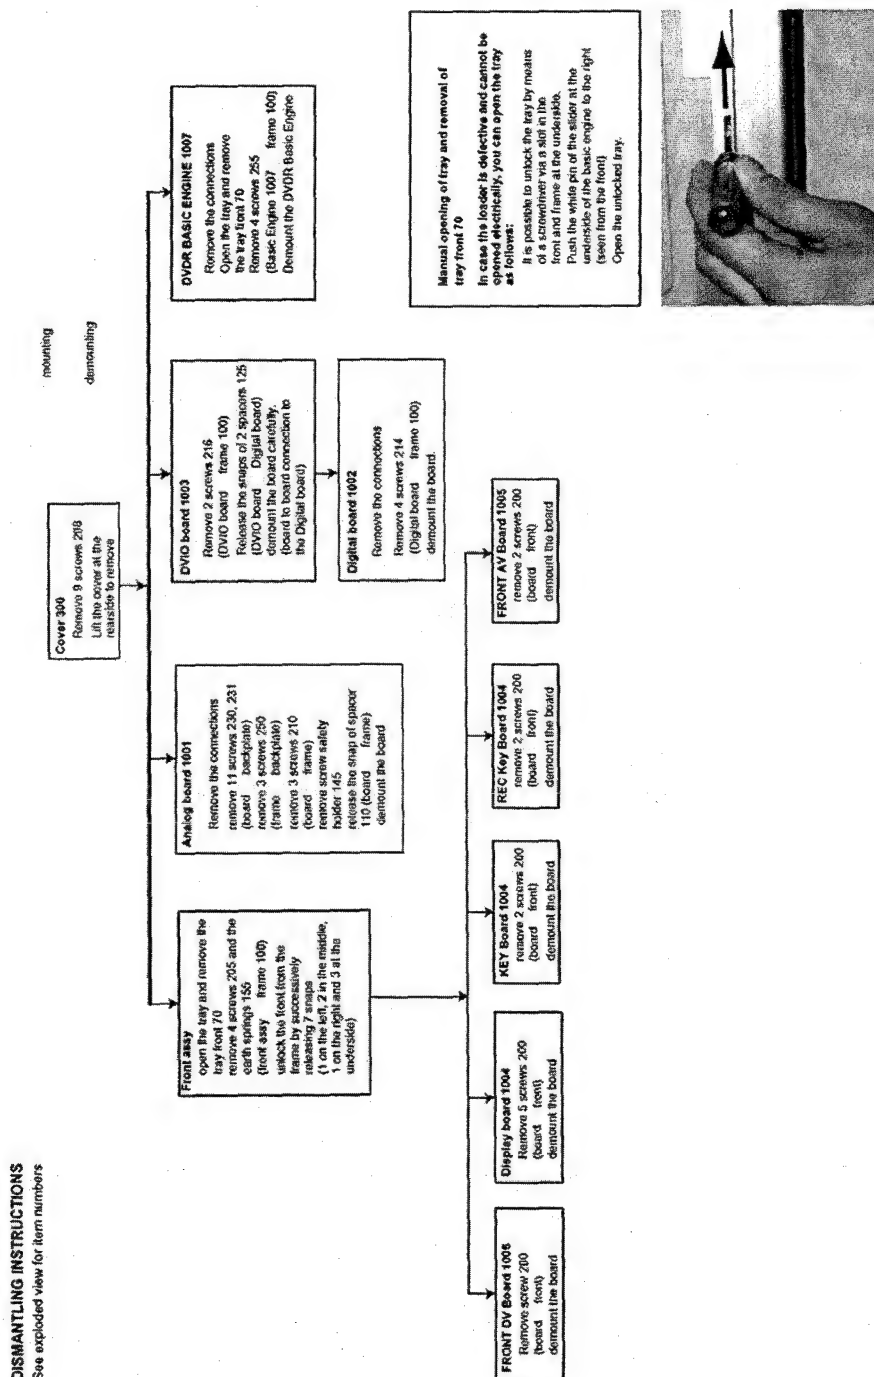 DISMANTLING INSTRUCTIONS
See exploded view for item numbers
mounting
demounting
Cover 300
Remove 9 screws 208
Lift the cover at the
rearside to remove
Front assy
open the tray and remove the
tray front 70
remove 4 screws 205 and the
earth springs 155
(front assy frame 100)
unlock the front from the
frame by successively
releasing 7 snaps
(1 on the left, 2 in the middle,
1 on the right and 3 at the
underside)
Analog board 1001
Remove the connections
remove 11 screws 230, 231
(board backplate)
remove 3 screws 250
(frame backplate)
remove 3 screws 210
(board frame)
remove screw safety
holder 145
release the snap of spacer
110 (board frame)
demount the board
DVIO board 1003
Remove 2 screws 216
(DVIO board frame 100)
Release the snaps of 2 spacers 125
(DVIO board Digital board)
demount the board carefully.
(board to board connection to
the Digital board)
DVDR BASIC ENGINE 1007
Remove the connections
Open the tray and remove
the tray front 70
Remove 4 screws 255
(Basic Engine 1007 frame 100)
Demount the DVDR Basic Engine
Digital board 1002
Remove the connections
Remove 4 screws 214
(Digital board frame 100)
demount the board.
FRONT DV Board 1006
Remove screw 200
(board front)
demount the board
Display board 1004
Remove 5 screws 200
(board front)
demount the board
KEY Board 1004
remove 2 screws 200
(board front)
demount the board
REC Key Board 1004
remove 2 screws 200
(board front)
demount the board
FRONT AV Board 1005
remove 2 screws 200
(board front)
demount the board
Manual opening of tray and removal of
tray front 70
In case the loader is defective and cannot be
opened electrically, you can open the tray
as follows:
It is possible to unlock the tray by means
of a screwdriver via a slot in the
front and frame at the underside.
Push the white pin of the slider at the
underside of the basic engine to the right
(seen from the front)
Open the unlocked tray.